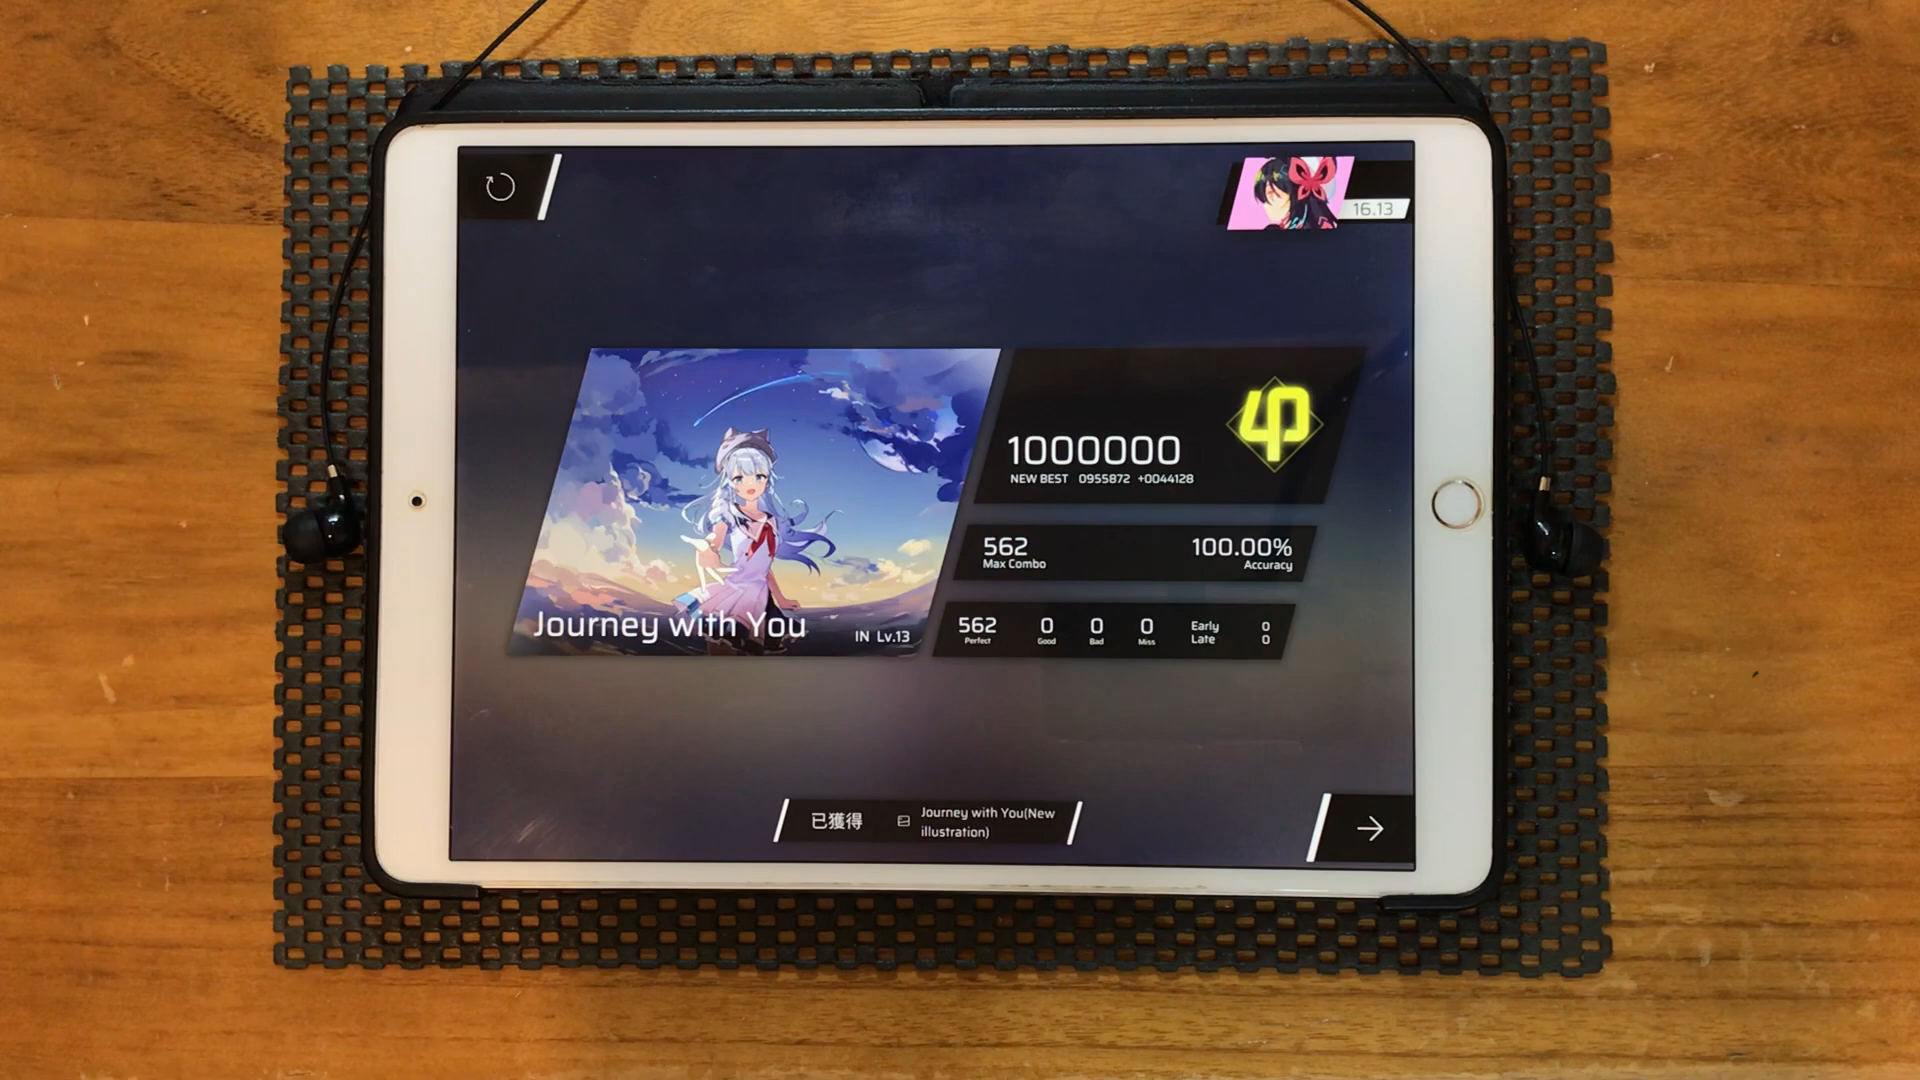 16.13
φ
1000000
NEW BEST 0955872 +0044128
562
Max Combo
100.00%
Accuracy
Journey with You
IN Lv.13
562
Perfect
0
Good
0
Bad
0
Miss
Early 0
Late 0
已獲得
Journey with You(New
illustration)